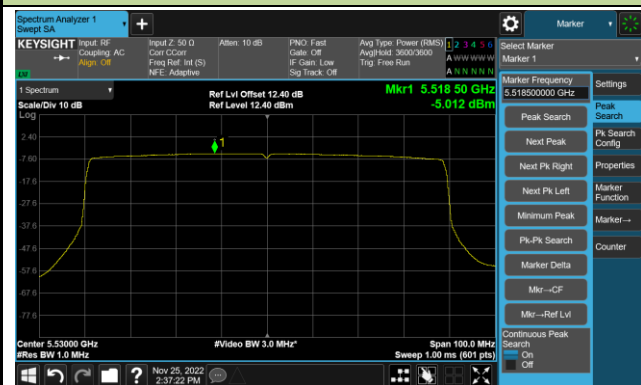 Spectrum Analyzer 1
Swept SA
Marker
KEYSIGHT Input: RF
Coupling: AC
Align: Off
Input Z: 50 Ω
Corr CCorr
Freq Ref: Int (S)
NFE: Adaptive
Atten: 10 dB
PNO: Fast
Gate: Off
IF Gain: Low
Sig Track: Off
Avg Type: Power (RMS)
Avg|Hold: 3600/3600
Trig: Free Run
1 2 3 4 5 6
A W W W W W
A N N N N N
Select Marker
Marker 1
1 Spectrum
Scale/Div 10 dB
Ref Lvl Offset 12.40 dB
Ref Level 12.40 dBm
Mkr1 5.518 50 GHz
-5.012 dBm
Log
1
2.40
-7.60
-17.6
-27.6
-37.6
-47.6
-57.6
-67.6
-77.6
Center 5.53000 GHz
#Res BW 1.0 MHz
#Video BW 3.0 MHz*
Span 100.0 MHz
Sweep 1.00 ms (601 pts)
Marker Frequency
5.518500000 GHz
Peak Search
Next Peak
Next Pk Right
Next Pk Left
Minimum Peak
Pk-Pk Search
Marker Delta
Mkr→CF
Mkr→Ref Lvl
Continuous Peak
Search
On
Off
Settings
Peak
Search
Pk Search
Config
Properties
Marker
Function
Marker→
Counter
Nov 25, 2022
2:37:22 PM